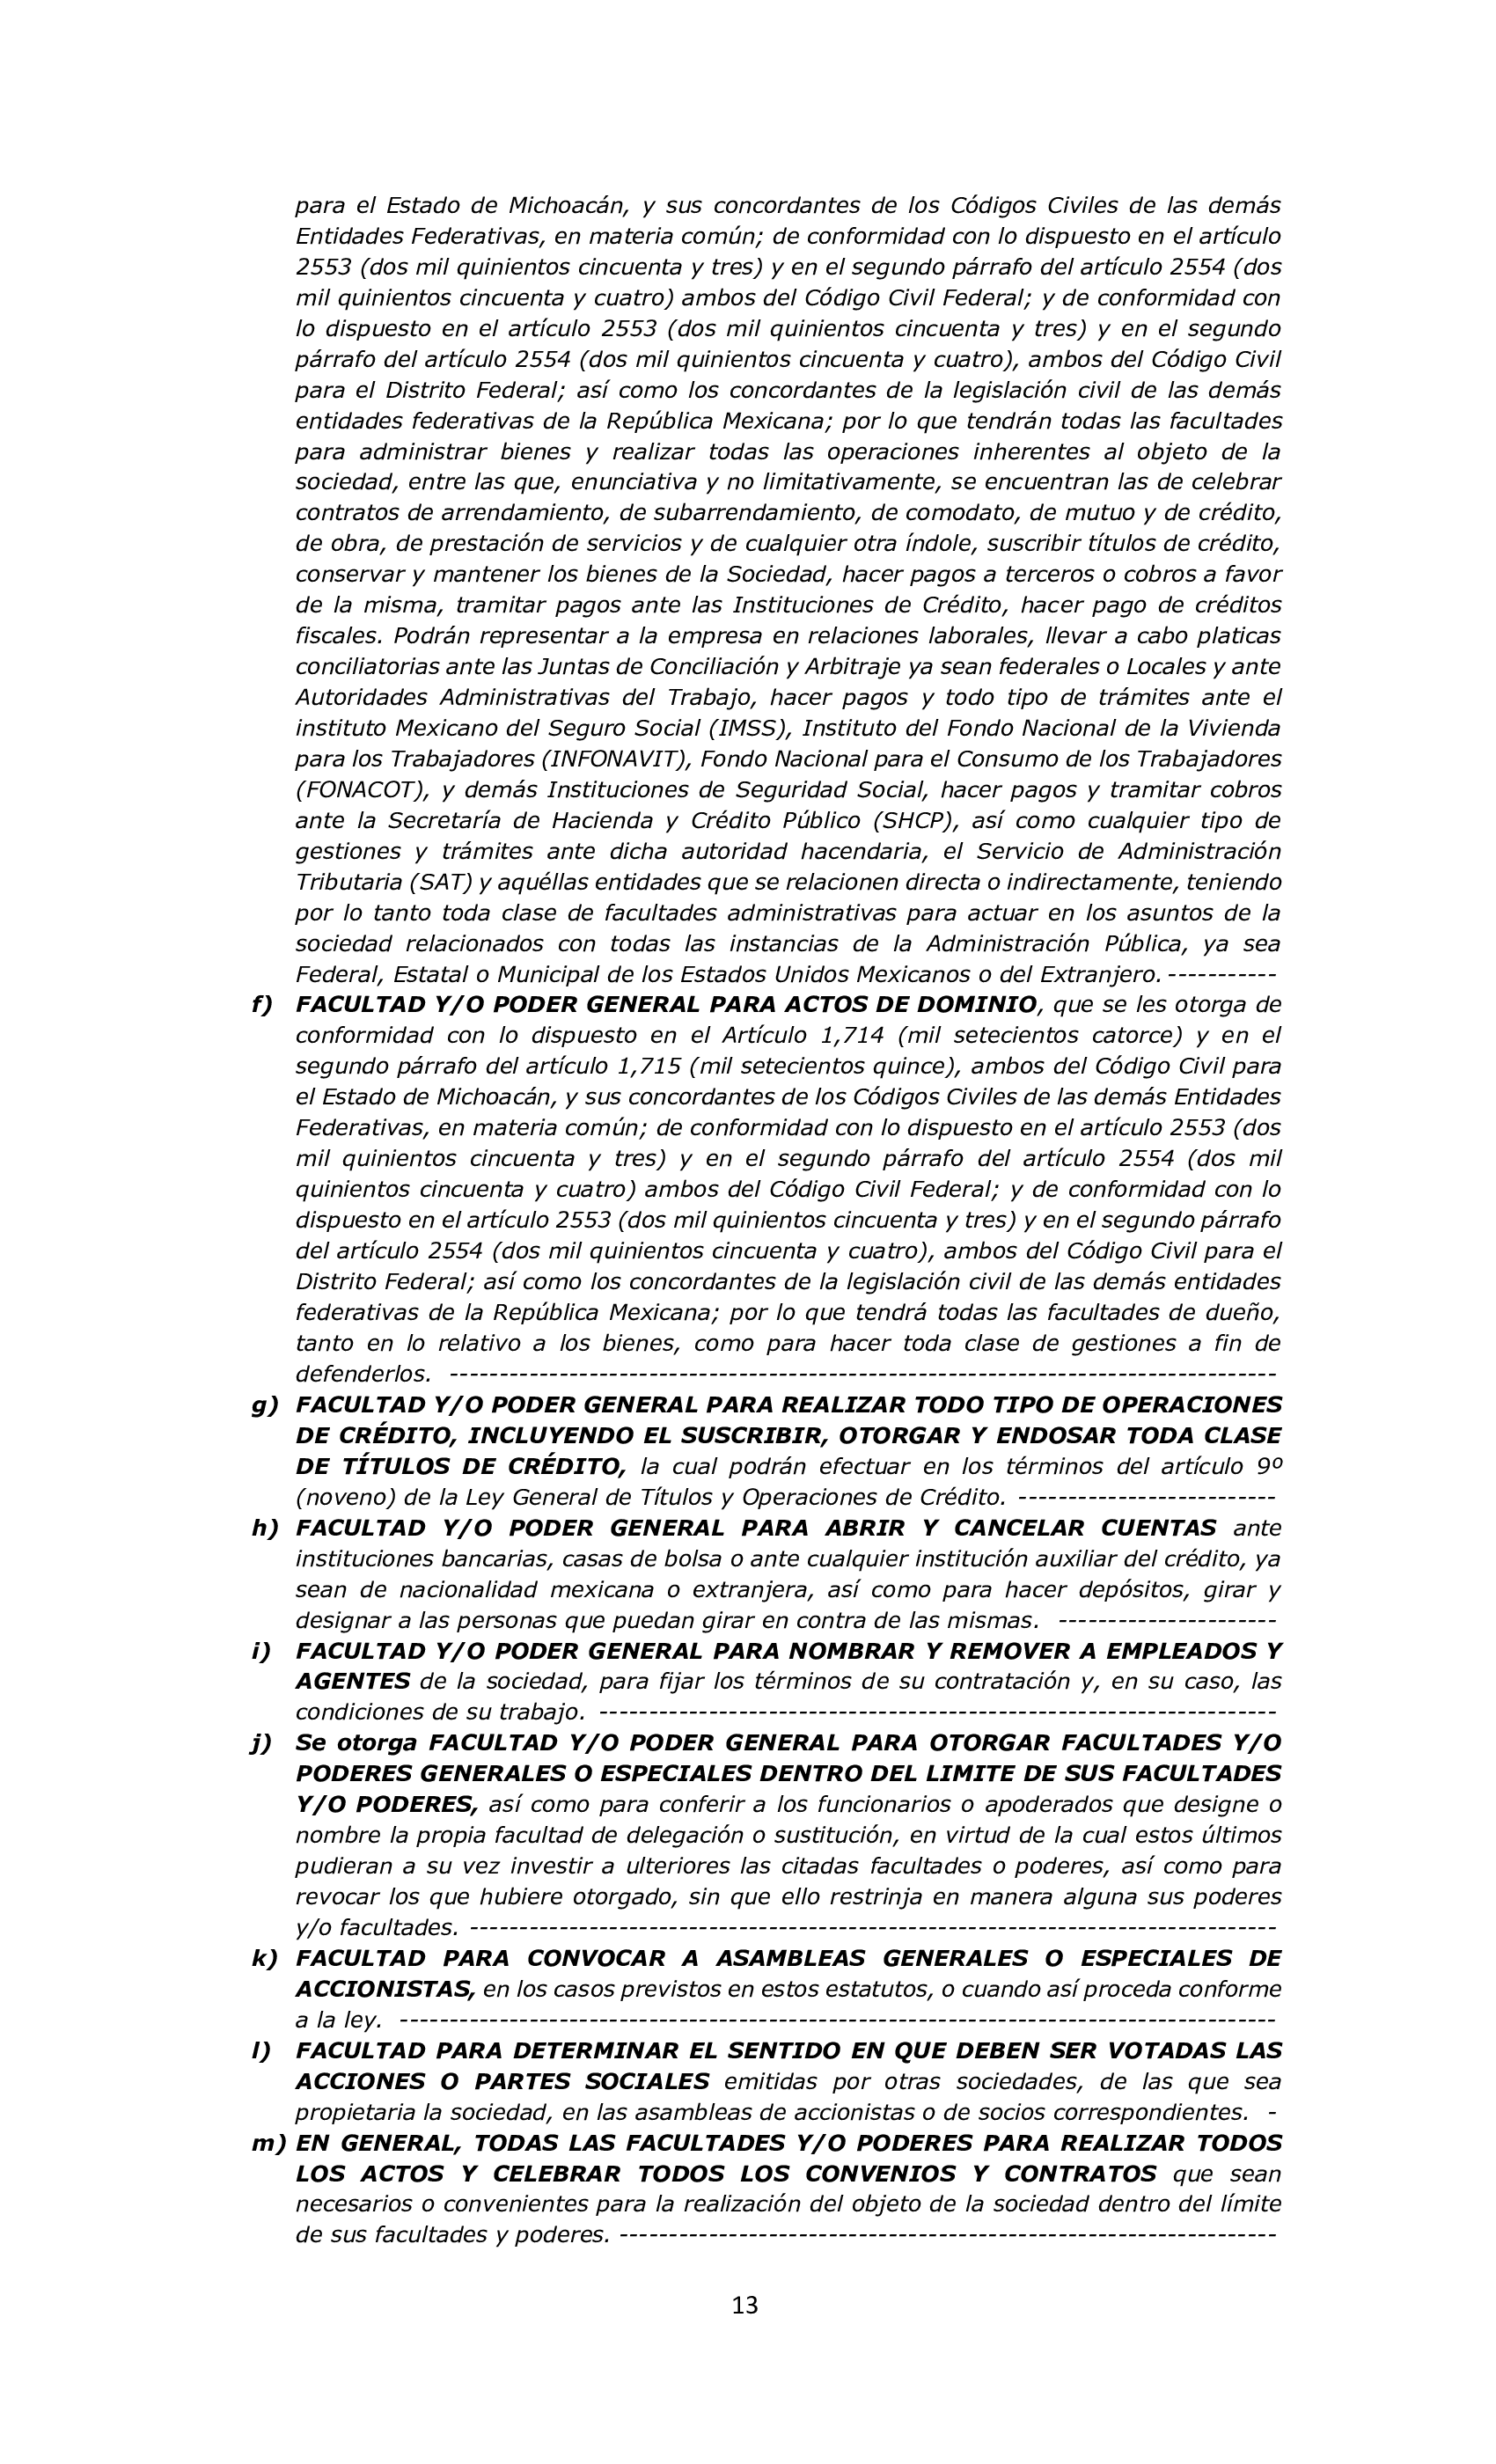 para el Estado de Michoacán, y sus concordantes de los Códigos Civiles de las demás
Entidades Federativas, en materia común; de conformidad con lo dispuesto en el artículo
2553 (dos mil quinientos cincuenta y tres) y en el segundo párrafo del artículo 2554 (dos
mil quinientos cincuenta y cuatro) ambos del Código Civil Federal; y de conformidad con
lo dispuesto en el artículo 2553 (dos mil quinientos cincuenta y tres) y en el segundo
párrafo del artículo 2554 (dos mil quinientos cincuenta y cuatro), ambos del Código Civil
para el Distrito Federal; así como los concordantes de la legislación civil de las demás
entidades federativas de la República Mexicana; por lo que tendrán todas las facultades
para administrar bienes y realizar todas las operaciones inherentes al objeto de la
sociedad, entre las que, enunciativa y no limitativamente, se encuentran las de celebrar
contratos de arrendamiento, de subarrendamiento, de comodato, de mutuo y de crédito,
de obra, de prestación de servicios y de cualquier otra índole, suscribir títulos de crédito,
conservar y mantener los bienes de la Sociedad, hacer pagos a terceros o cobros a favor
de la misma, tramitar pagos ante las Instituciones de Crédito, hacer pago de créditos
fiscales. Podrán representar a la empresa en relaciones laborales, llevar a cabo platicas
conciliatorias ante las Juntas de Conciliación y Arbitraje ya sean federales o Locales y ante
Autoridades Administrativas del Trabajo, hacer pagos y todo tipo de trámites ante el
instituto Mexicano del Seguro Social (IMSS), Instituto del Fondo Nacional de la Vivienda
para los Trabajadores (INFONAVIT), Fondo Nacional para el Consumo de los Trabajadores
(FONACOT), y demás Instituciones de Seguridad Social, hacer pagos y tramitar cobros
ante la Secretaría de Hacienda y Crédito Público (SHCP), así como cualquier tipo de
gestiones y trámites ante dicha autoridad hacendaria, el Servicio de Administración
Tributaria (SAT) y aquéllas entidades que se relacionen directa o indirectamente, teniendo
por lo tanto toda clase de facultades administrativas para actuar en los asuntos de la
sociedad relacionados con todas las instancias de la Administración Pública, ya sea
Federal, Estatal o Municipal de los Estados Unidos Mexicanos o del Extranjero. -----------
f) FACULTAD Y/O PODER GENERAL PARA ACTOS DE DOMINIO, que se les otorga de
conformidad con lo dispuesto en el Artículo 1,714 (mil setecientos catorce) y en el
segundo párrafo del artículo 1,715 (mil setecientos quince), ambos del Código Civil para
el Estado de Michoacán, y sus concordantes de los Códigos Civiles de las demás Entidades
Federativas, en materia común; de conformidad con lo dispuesto en el artículo 2553 (dos
mil quinientos cincuenta y tres) y en el segundo párrafo del artículo 2554 (dos mil
quinientos cincuenta y cuatro) ambos del Código Civil Federal; y de conformidad con lo
dispuesto en el artículo 2553 (dos mil quinientos cincuenta y tres) y en el segundo párrafo
del artículo 2554 (dos mil quinientos cincuenta y cuatro), ambos del Código Civil para el
Distrito Federal; así como los concordantes de la legislación civil de las demás entidades
federativas de la República Mexicana; por lo que tendrá todas las facultades de dueño,
tanto en lo relativo a los bienes, como para hacer toda clase de gestiones a fin de
defenderlos. -----------------------------------------------------------------------------------
g) FACULTAD Y/O PODER GENERAL PARA REALIZAR TODO TIPO DE OPERACIONES
DE CRÉDITO, INCLUYENDO EL SUSCRIBIR, OTORGAR Y ENDOSAR TODA CLASE
DE TÍTULOS DE CRÉDITO, la cual podrán efectuar en los términos del artículo 9º
(noveno) de la Ley General de Títulos y Operaciones de Crédito. --------------------------
h) FACULTAD Y/O PODER GENERAL PARA ABRIR Y CANCELAR CUENTAS ante
instituciones bancarias, casas de bolsa o ante cualquier institución auxiliar del crédito, ya
sean de nacionalidad mexicana o extranjera, así como para hacer depósitos, girar y
designar a las personas que puedan girar en contra de las mismas. ----------------------
i) FACULTAD Y/O PODER GENERAL PARA NOMBRAR Y REMOVER A EMPLEADOS Y
AGENTES de la sociedad, para fijar los términos de su contratación y, en su caso, las
condiciones de su trabajo. --------------------------------------------------------------------
j) Se otorga FACULTAD Y/O PODER GENERAL PARA OTORGAR FACULTADES Y/O
PODERES GENERALES O ESPECIALES DENTRO DEL LIMITE DE SUS FACULTADES
Y/O PODERES, así como para conferir a los funcionarios o apoderados que designe o
nombre la propia facultad de delegación o sustitución, en virtud de la cual estos últimos
pudieran a su vez investir a ulteriores las citadas facultades o poderes, así como para
revocar los que hubiere otorgado, sin que ello restrinja en manera alguna sus poderes
y/o facultades. ---------------------------------------------------------------------------------
k) FACULTAD PARA CONVOCAR A ASAMBLEAS GENERALES O ESPECIALES DE
ACCIONISTAS, en los casos previstos en estos estatutos, o cuando así proceda conforme
a la ley. ----------------------------------------------------------------------------------------
l) FACULTAD PARA DETERMINAR EL SENTIDO EN QUE DEBEN SER VOTADAS LAS
ACCIONES O PARTES SOCIALES emitidas por otras sociedades, de las que sea
propietaria la sociedad, en las asambleas de accionistas o de socios correspondientes. -
m) EN GENERAL, TODAS LAS FACULTADES Y/O PODERES PARA REALIZAR TODOS
LOS ACTOS Y CELEBRAR TODOS LOS CONVENIOS Y CONTRATOS que sean
necesarios o convenientes para la realización del objeto de la sociedad dentro del límite
de sus facultades y poderes. ------------------------------------------------------------------
13